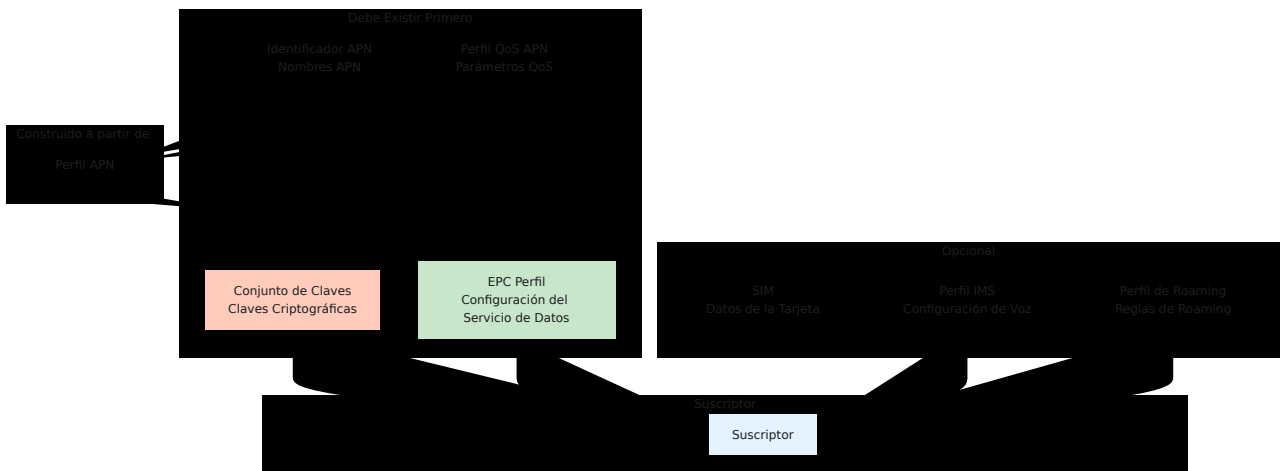 Debe Existir Primero
Identificador APN
Nombres APN
Perfil QoS APN
Parámetros QoS
Construido a partir de
Perfil APN
Conjunto de Claves
Claves Criptográficas
EPC Perfil
Configuración del
Servicio de Datos
Opcional
SIM
Datos de la Tarjeta
Perfil IMS
Configuración de Voz
Perfil de Roaming
Reglas de Roaming
Suscriptor
Suscriptor